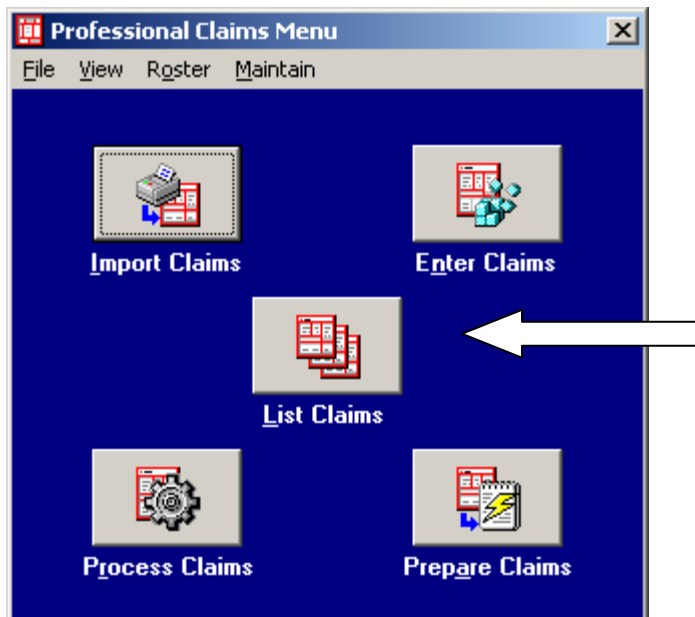 Professional Claims Menu
File View Roster Maintain
Import Claims
Enter Claims
List Claims
Process Claims
Prepare Claims